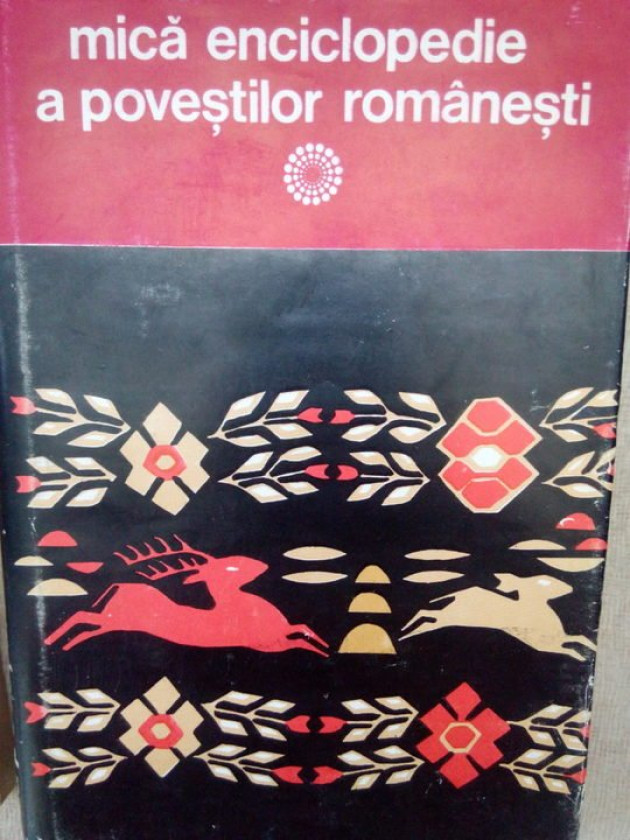 mică enciclopedie
a poveștilor românești